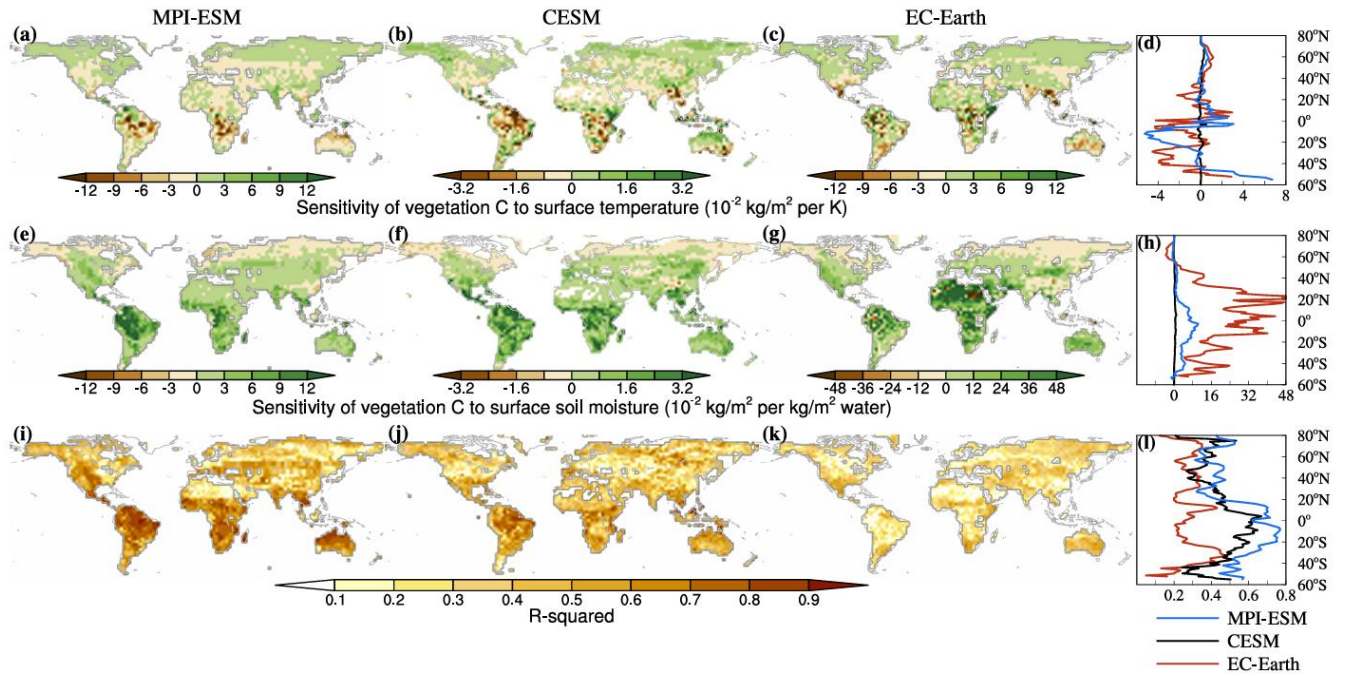 MPI-ESM CESM EC-Earth
(a) (b) (c) (d) 80°N
60°N
40°N
20°N
0°
20°S
40°S
60°S
-12 -9 -6 -3 0 3 6 9 12 -3.2 -1.6 0 1.6 3.2 -12 -9 -6 -3 0 3 6 9 12 -4 0 4 8
Sensitivity of vegetation C to surface temperature (10⁻² kg/m² per K)
(e) (f) (g) (h) 80°N
60°N
40°N
20°N
0°
20°S
40°S
60°S
-12 -9 -6 -3 0 3 6 9 12 -3.2 -1.6 0 1.6 3.2 -48 -36 -24 -12 0 12 24 36 48 0 16 32 48
Sensitivity of vegetation C to surface soil moisture (10⁻² kg/m² per kg/m² water)
(i) (j) (k) (l) 80°N
60°N
40°N
20°N
0°
20°S
40°S
60°S
0.1 0.2 0.3 0.4 0.5 0.6 0.7 0.8 0.9 0.2 0.4 0.6 0.8
R-squared
MPI-ESM
CESM
EC-Earth